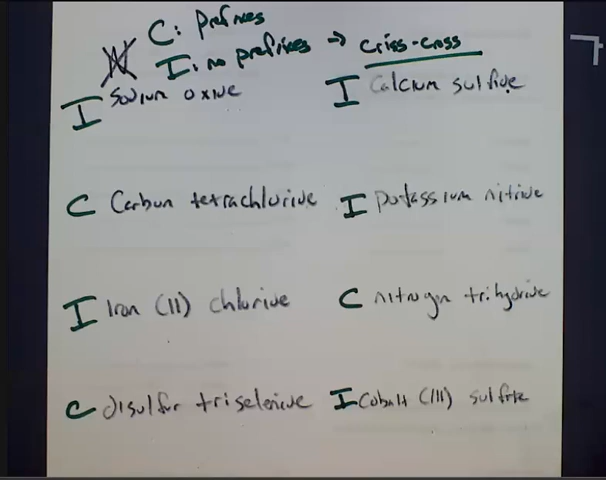 C: Prefixes
I: no prefixes → criss-cross
I Sodium oxide
I Calcium sulfide
C Carbon tetrachloride
I potassium nitride
I Iron (II) chloride
C nitrogen trihydride
C disulfur triselenide
I Cobalt (III)